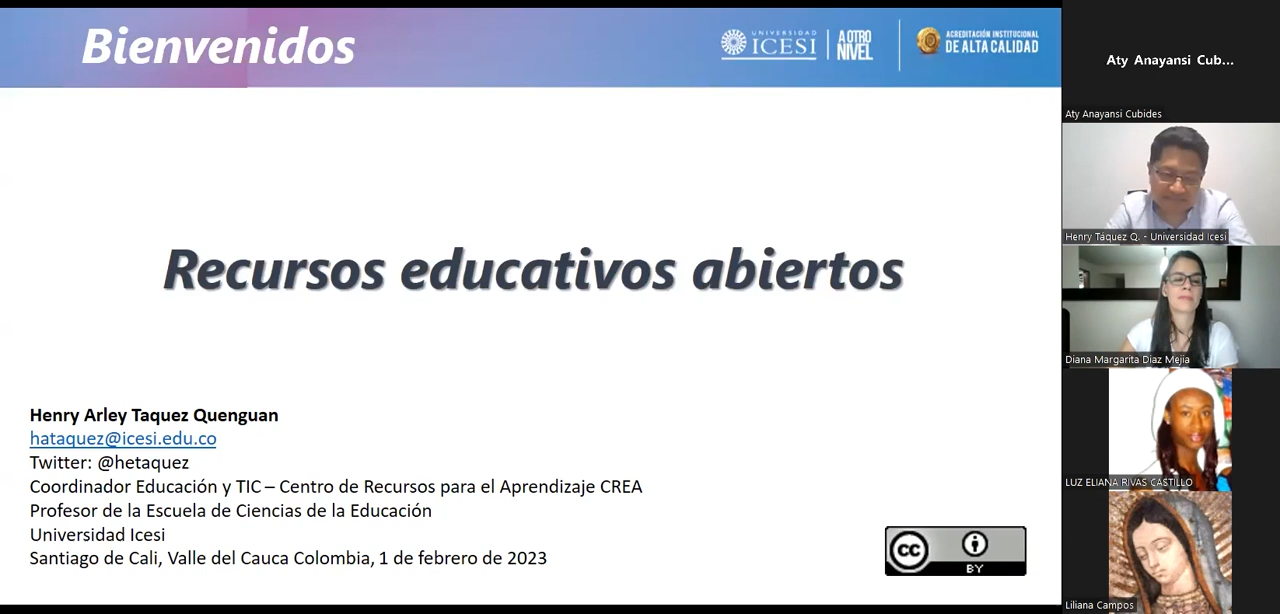 Bienvenidos
UNIVERSIDAD
ICESI
A OTRO
NIVEL
ACREDITACIÓN INSTITUCIONAL
DE ALTA CALIDAD
Recursos educativos abiertos
Henry Arley Taquez Quenguan
hataquez@icesi.edu.co
Twitter: @hetaquez
Coordinador Educación y TIC – Centro de Recursos para el Aprendizaje CREA
Profesor de la Escuela de Ciencias de la Educación
Universidad Icesi
Santiago de Cali, Valle del Cauca Colombia, 1 de febrero de 2023
cc
BY
Aty Anayansi Cub...
Aty Anayansi Cubides
Henry Taquez Q. - Universidad Icesi
Diana Margarita Díaz Mejía
LUZ ELIANA RIVAS CASTILLO
Liliana Campos